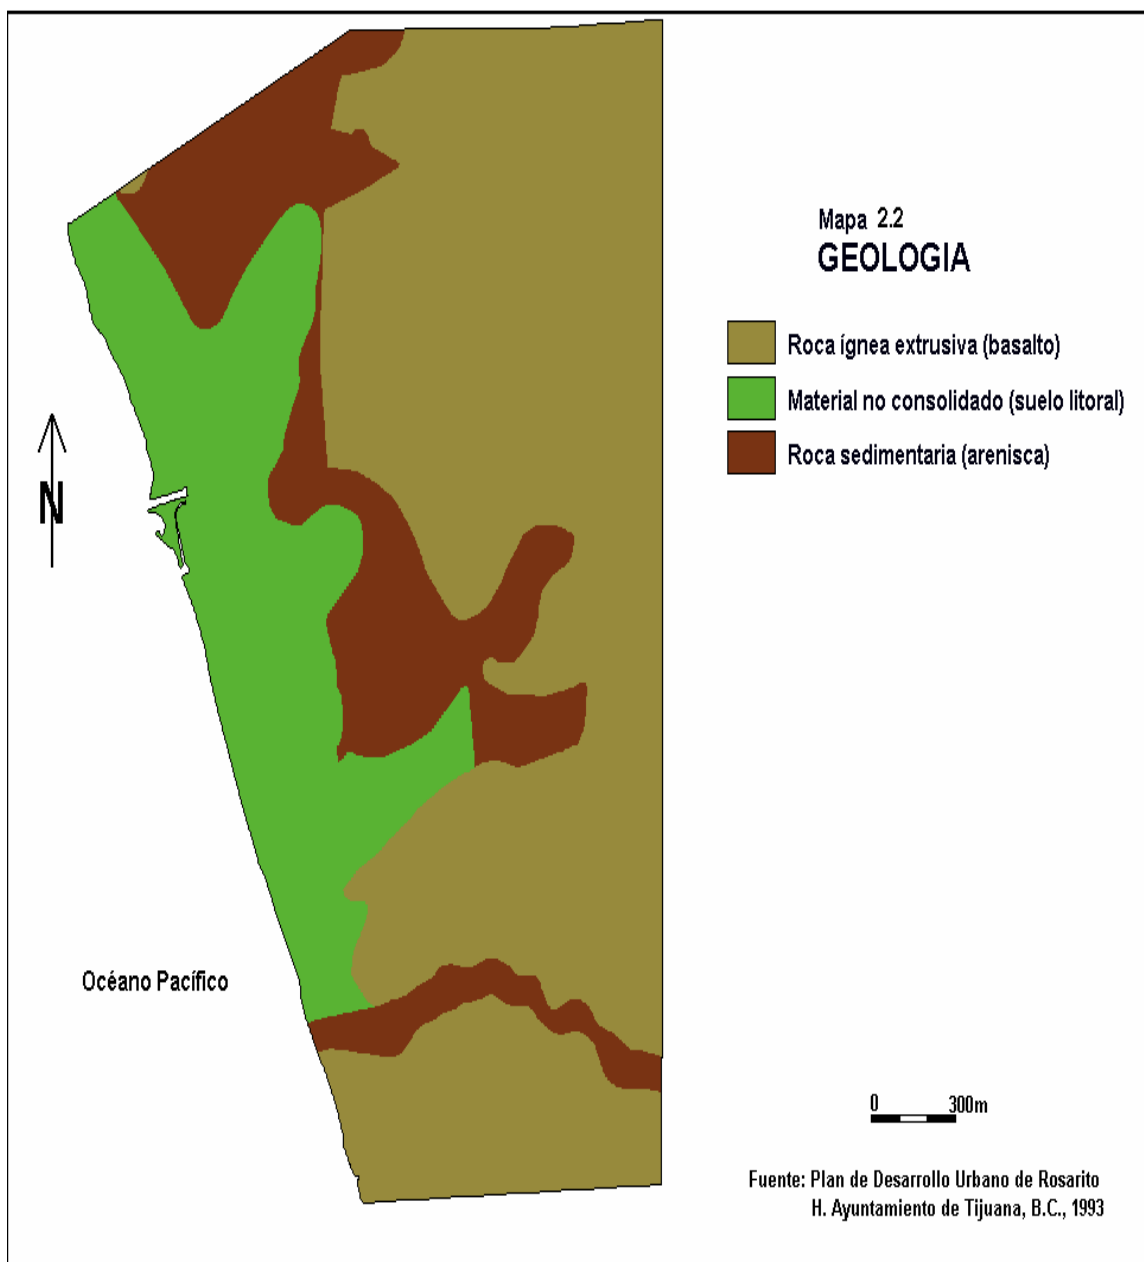 Mapa 2.2
GEOLOGIA
Roca ígnea extrusiva (basalto)
Material no consolidado (suelo litoral)
Roca sedimentaria (arenisca)
N
Océano Pacífico
0 300m
Fuente: Plan de Desarrollo Urbano de Rosarito
H. Ayuntamiento de Tijuana, B.C., 1993